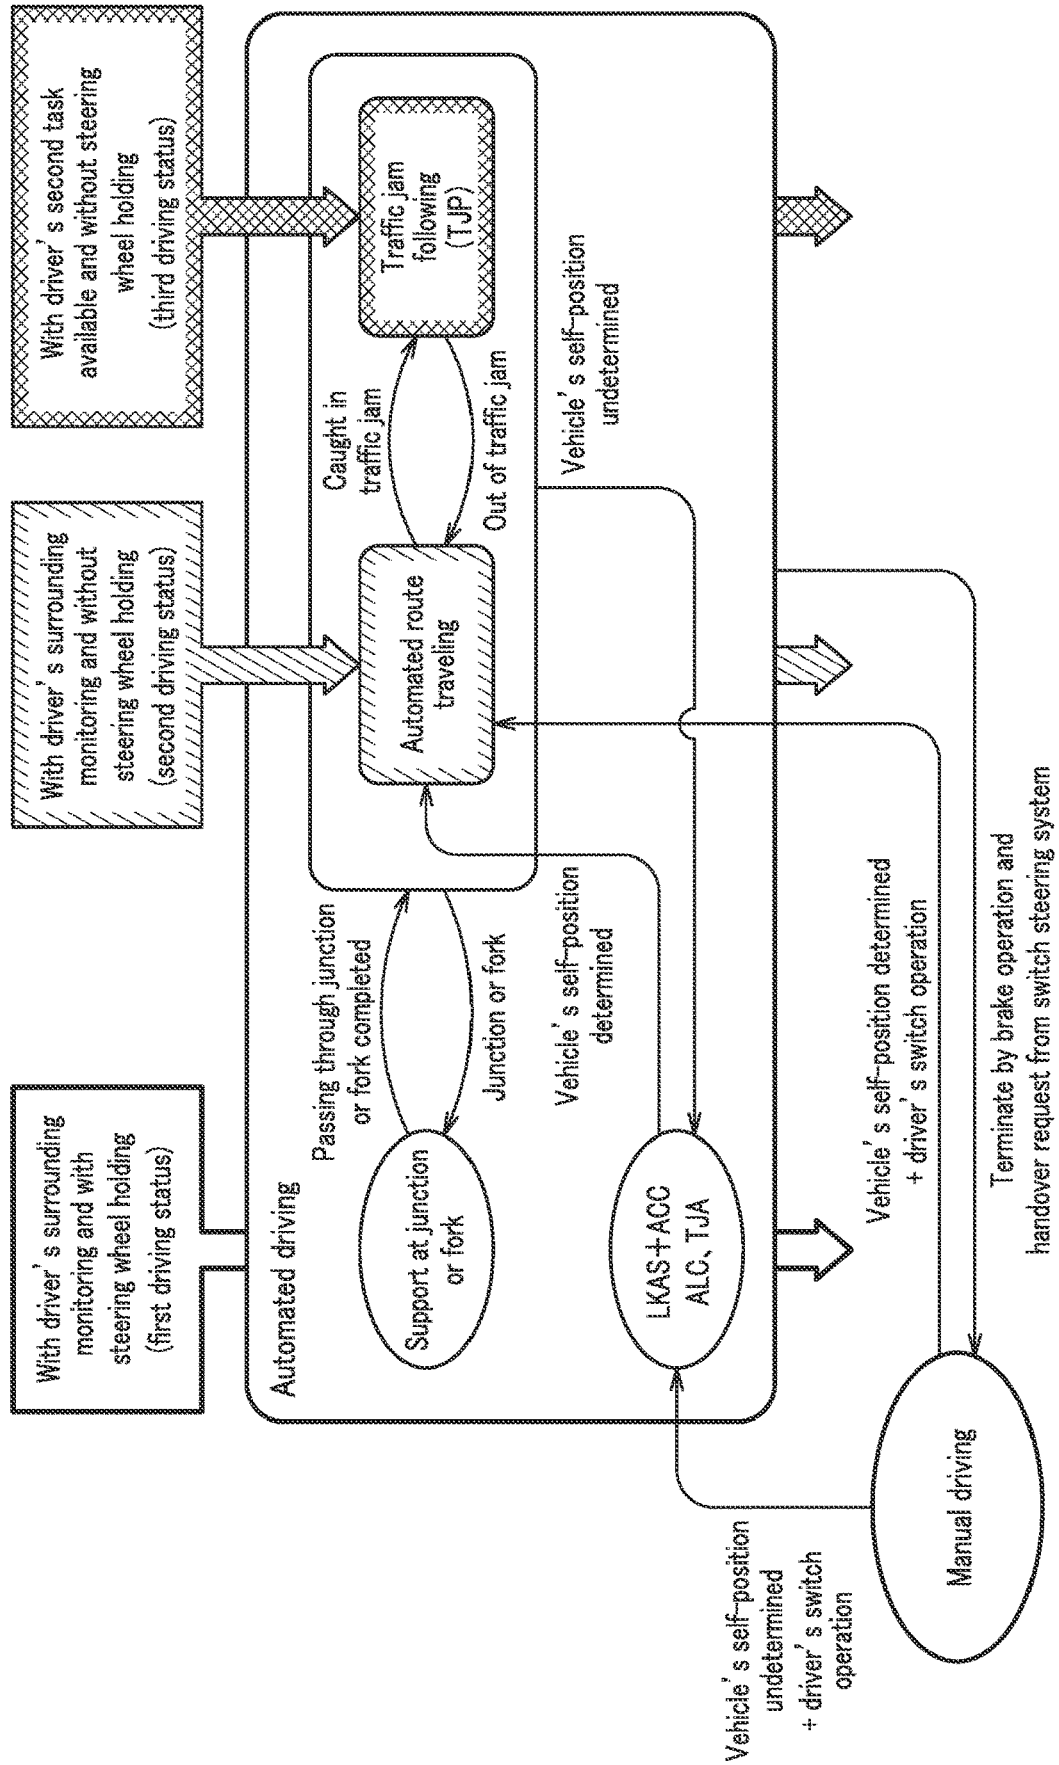 With driver's surrounding
monitoring and with
steering wheel holding
(first driving status)
With driver's surrounding
monitoring and without
steering wheel holding
(second driving status)
With driver's second task
available and without steering
wheel holding
(third driving status)
Automated driving
Support at junction
or fork
Passing through junction
or fork completed
Junction or fork
Automated route
traveling
Caught in
traffic jam
Out of traffic jam
Traffic jam
following
(TJP)
Vehicle's self-position
determined
Vehicle's self-position
undetermined
LKAS+ACC
ALC、TJA
Vehicle's self-position
undetermined
+ driver's switch
operation
Vehicle's self-position determined
+ driver's switch operation
Manual driving
Terminate by brake operation and
handover request from switch steering system